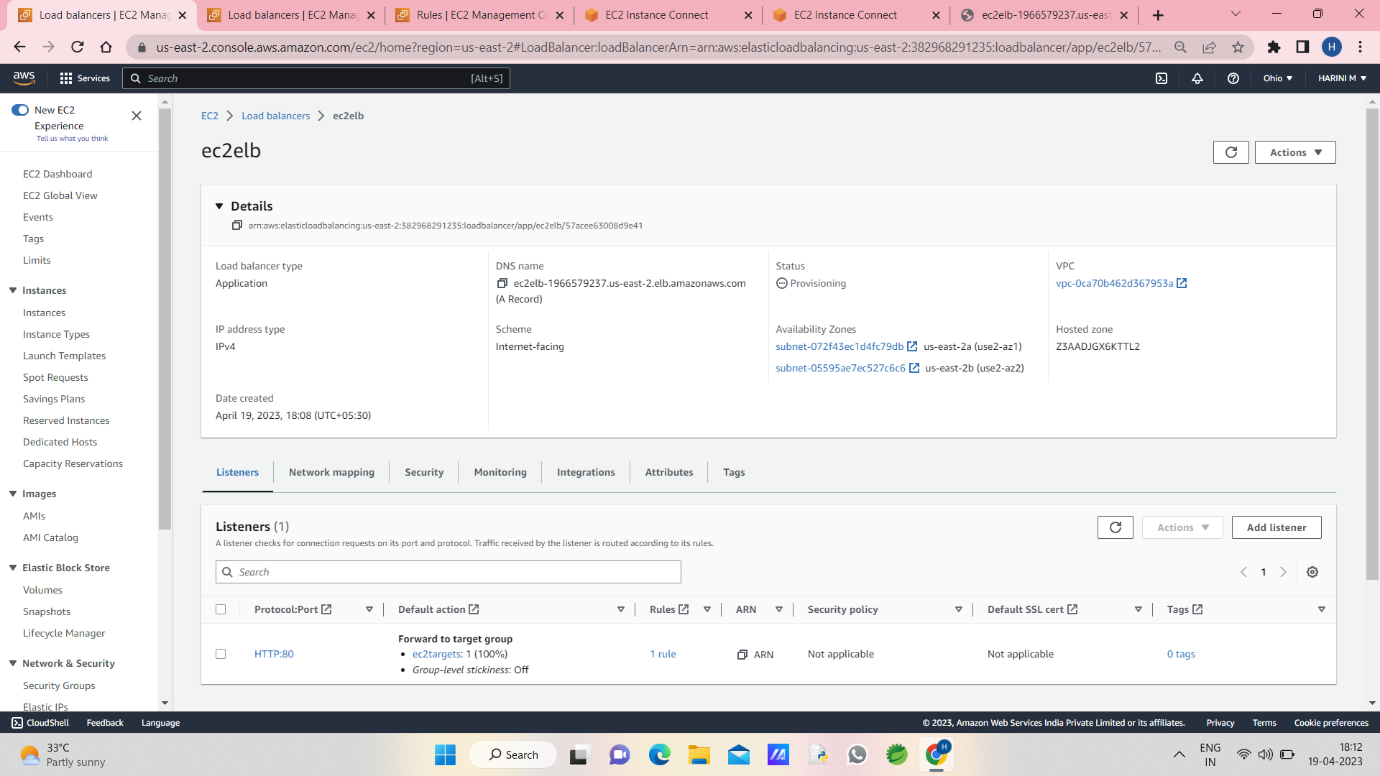 Load balancers | EC2 Manag
Load balancers | EC2 Manag
Rules | EC2 Management Co
EC2 Instance Connect
EC2 Instance Connect
ec2elb-1966579237.us-east
us-east-2.console.aws.amazon.com/ec2/home?region=us-east-2#LoadBalancer:loadBalancerArn=arn:aws:elasticloadbalancing:us-east-2:382968291235:loadbalancer/app/ec2elb/57...
H
aws
Services
Search
[Alt+S]
Ohio
HARINI M
New EC2
Experience
Tell us what you think
EC2 Dashboard
EC2 Global View
Events
Tags
Limits
Instances
Instances
Instance Types
Launch Templates
Spot Requests
Savings Plans
Reserved Instances
Dedicated Hosts
Capacity Reservations
Images
AMIs
AMI Catalog
Elastic Block Store
Volumes
Snapshots
Lifecycle Manager
Network & Security
Security Groups
Elastic IPs
EC2 > Load balancers > ec2elb
ec2elb
Actions
Details
arn:aws:elasticloadbalancing:us-east-2:382968291235:loadbalancer/app/ec2elb/57acee63008d9e41
Load balancer type
Application
DNS name
ec2elb-1966579237.us-east-2.elb.amazonaws.com
(A Record)
Status
Provisioning
VPC
vpc-0ca70b462d367953a
IP address type
IPv4
Scheme
Internet-facing
Availability Zones
subnet-072f43ec1d4fc79db us-east-2a (use2-az1)
subnet-05595ae7ec527c6c6 us-east-2b (use2-az2)
Hosted zone
Z3AADJGX6KTTL2
Date created
April 19, 2023, 18:08 (UTC+05:30)
Listeners
Network mapping
Security
Monitoring
Integrations
Attributes
Tags
Listeners (1)
A listener checks for connection requests on its port and protocol. Traffic received by the listener is routed according to its rules.
Actions
Add listener
Search
1
Protocol:Port
Default action
Rules
ARN
Security policy
Default SSL cert
Tags
HTTP:80
Forward to target group
• ec2targets: 1 (100%)
• Group-level stickiness: Off
1 rule
ARN
Not applicable
Not applicable
0 tags
CloudShell
Feedback
Language
© 2023, Amazon Web Services India Private Limited or its affiliates.
Privacy
Terms
Cookie preferences
33°C
Partly sunny
Search
H
ENG
IN
18:12
19-04-2023